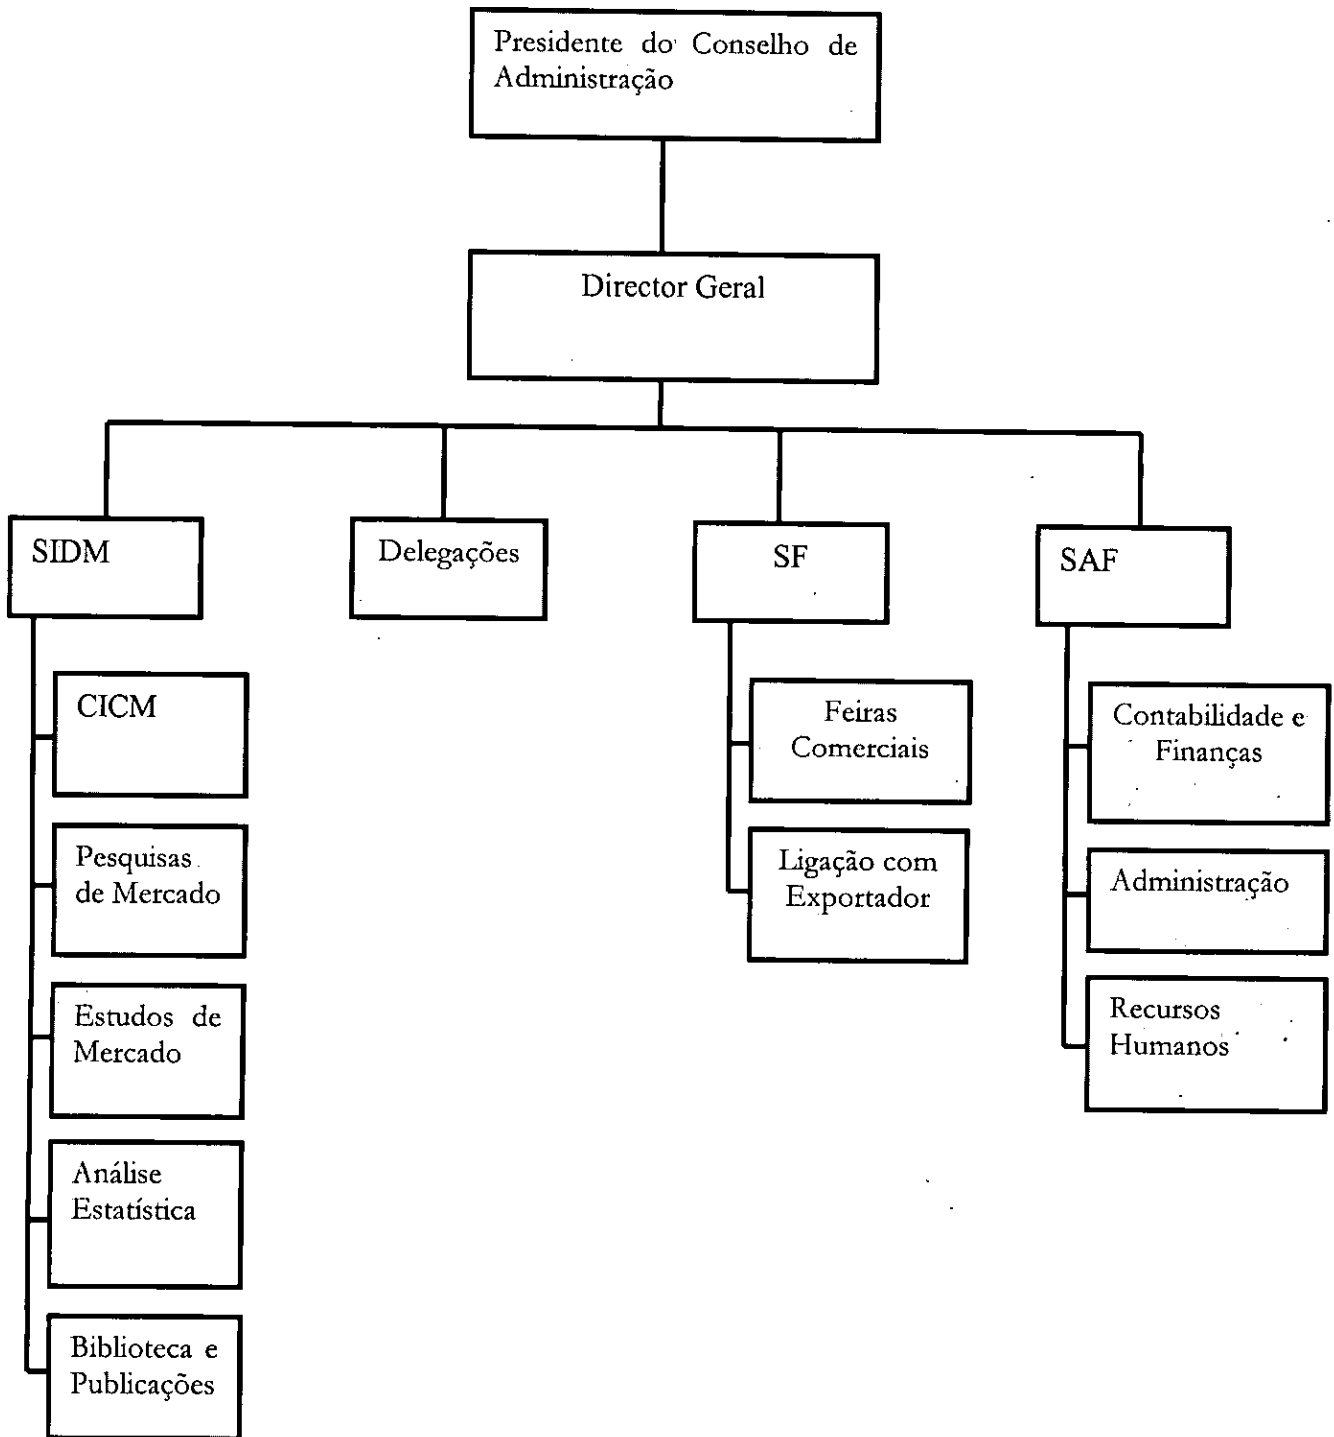 Presidente do Conselho de
Administração
Director Geral
SIDM
Delegações
SF
SAF
CICM
Pesquisas
de Mercado
Estudos de
Mercado
Análise
Estatística
Biblioteca e
Publicações
Feiras
Comerciais
Ligação com
Exportador
Contabilidade e
Finanças
Administração
Recursos
Humanos